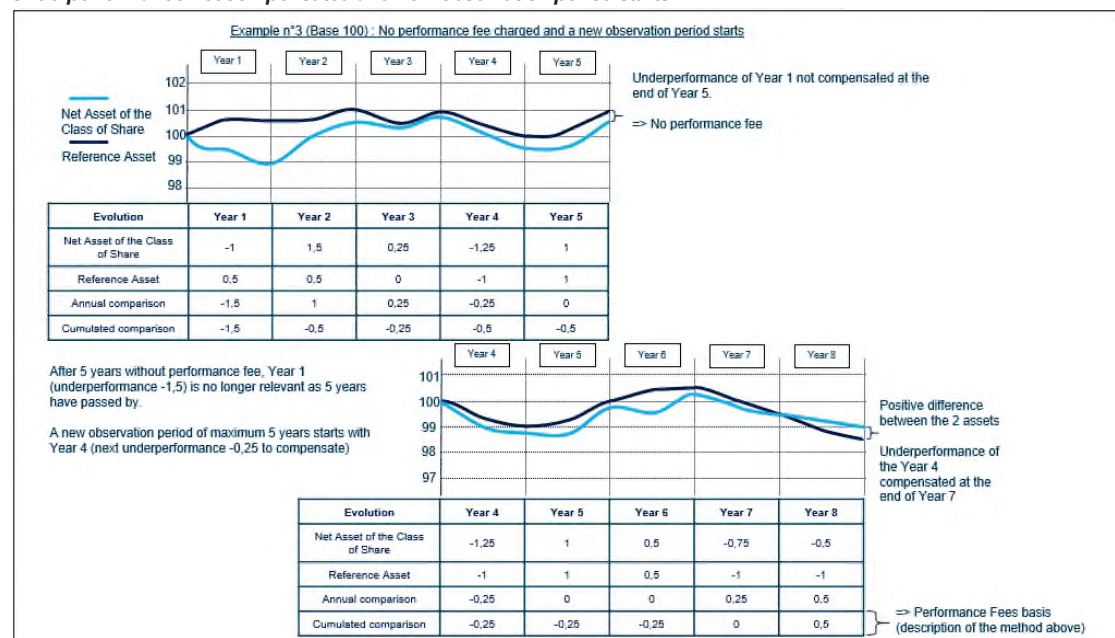 Example n°3 (Base 100) : No performance fee charged and a new observation period starts
Year 1 Year 2 Year 3 Year 4 Year 5
102
101
100
99
98
Net Asset of the
Class of Share
Reference Asset
Underperformance of Year 1 not compensated at the
end of Year 5.
=> No performance fee
Evolution Year 1 Year 2 Year 3 Year 4 Year 5
Net Asset of the Class
of Share
-1 1,5 0,25 -1,25 1
Reference Asset 0,5 0,5 0 -1 1
Annual comparison -1,5 1 0,25 -0,25 0
Cumulated comparison -1,5 -0,5 -0,25 -0,5 -0,5
After 5 years without performance fee, Year 1
(underperformance -1,5) is no longer relevant as 5 years
have passed by.
A new observation period of maximum 5 years starts with
Year 4 (next underperformance -0,25 to compensate)
Year 4 Year 5 Year 6 Year 7 Year 8
101
100
99
98
97
Positive difference
between the 2 assets
Underperformance of
the Year 4
compensated at the
end of Year 7
Evolution Year 4 Year 5 Year 6 Year 7 Year 8
Net Asset of the Class
of Share
-1,25 1 0,5 -0,75 -0,5
Reference Asset -1 1 0,5 -1 -1
Annual comparison -0,25 0 0 0,25 0,5
Cumulated comparison -0,25 -0,25 -0,25 0 0,5
=> Performance Fees basis
(description of the method above)